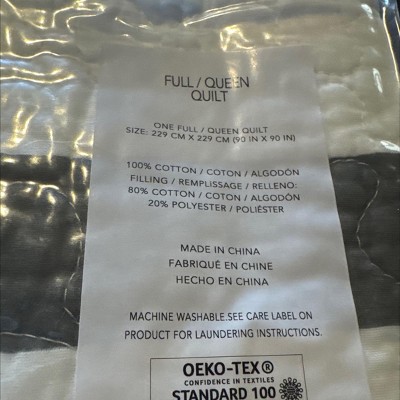 FULL / QUEEN
QUILT
ONE FULL / QUEEN QUILT
SIZE: 229 CM X 229 CM (90 IN X 90 IN)
100% COTTON / COTON / ALGODÓN
FILLING / REMPLISSAGE / RELLENO:
80% COTTON / COTON / ALGODÓN
20% POLYESTER / POLIÉSTER
MADE IN CHINA
FABRIQUÉ EN CHINE
HECHO EN CHINA
MACHINE WASHABLE.SEE CARE LABEL ON
PRODUCT FOR LAUNDERING INSTRUCTIONS.
OEKO-TEX®
CONFIDENCE IN TEXTILES
STANDARD 100